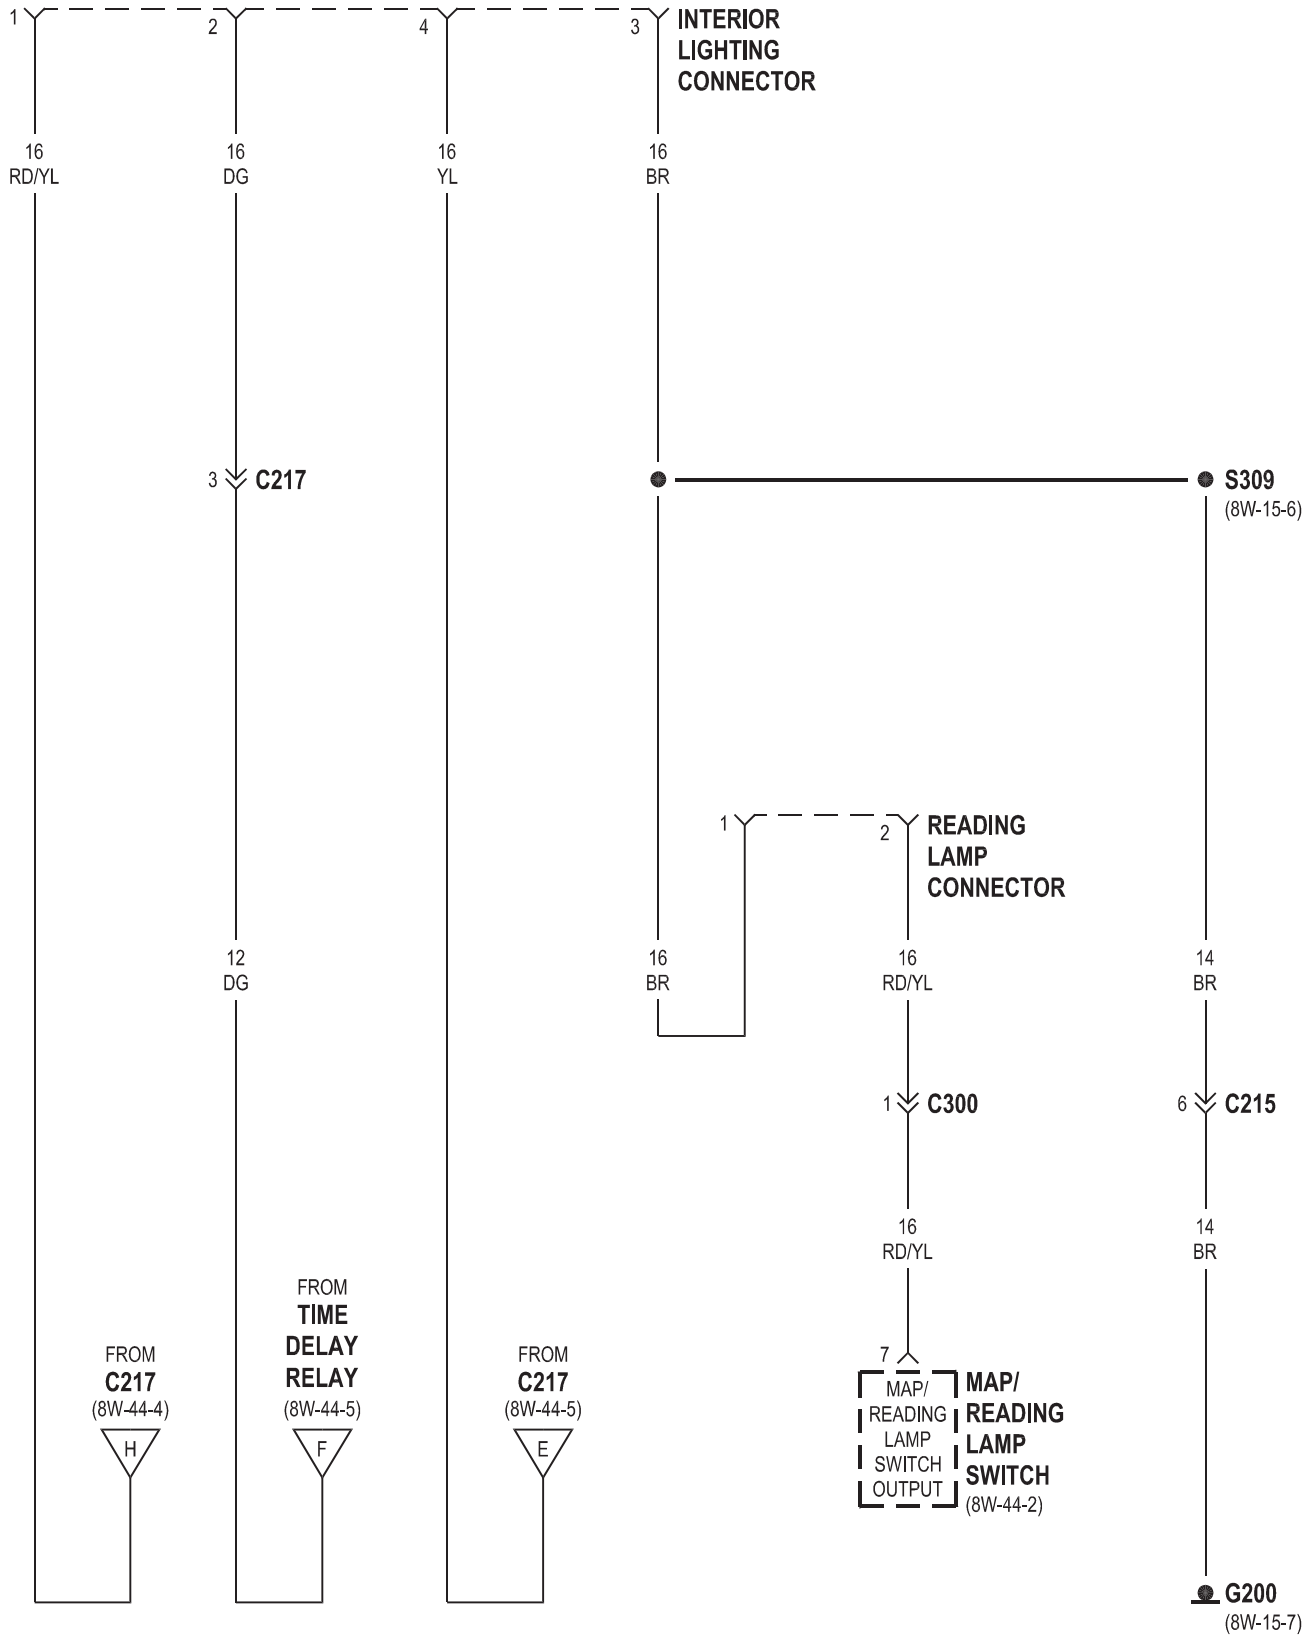 1
2
4
3
INTERIOR
LIGHTING
CONNECTOR
16
RD/YL
16
DG
16
YL
16
BR
3
C217
S309
(8W-15-6)
1
2
READING
LAMP
CONNECTOR
12
DG
16
BR
16
RD/YL
14
BR
1
C300
6
C215
16
RD/YL
14
BR
FROM
C217
(8W-44-4)
H
FROM
TIME
DELAY
RELAY
(8W-44-5)
F
FROM
C217
(8W-44-5)
E
7
MAP/
READING
LAMP
SWITCH
OUTPUT
MAP/
READING
LAMP
SWITCH
(8W-44-2)
G200
(8W-15-7)